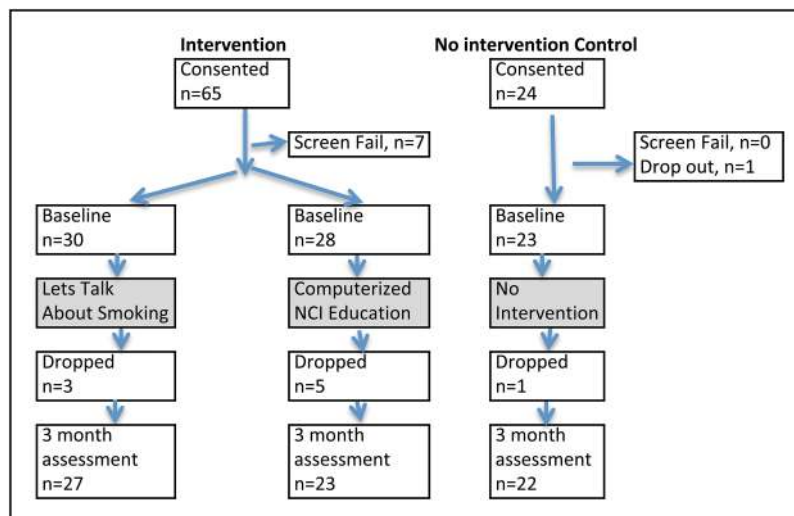 Intervention
No intervention Control
Consented
n=65
Consented
n=24
Screen Fail, n=7
Screen Fail, n=0
Drop out, n=1
Baseline
n=30
Baseline
n=28
Baseline
n=23
Lets Talk
About Smoking
Computerized
NCI Education
No
Intervention
Dropped
n=3
Dropped
n=5
Dropped
n=1
3 month
assessment
n=27
3 month
assessment
n=23
3 month
assessment
n=22